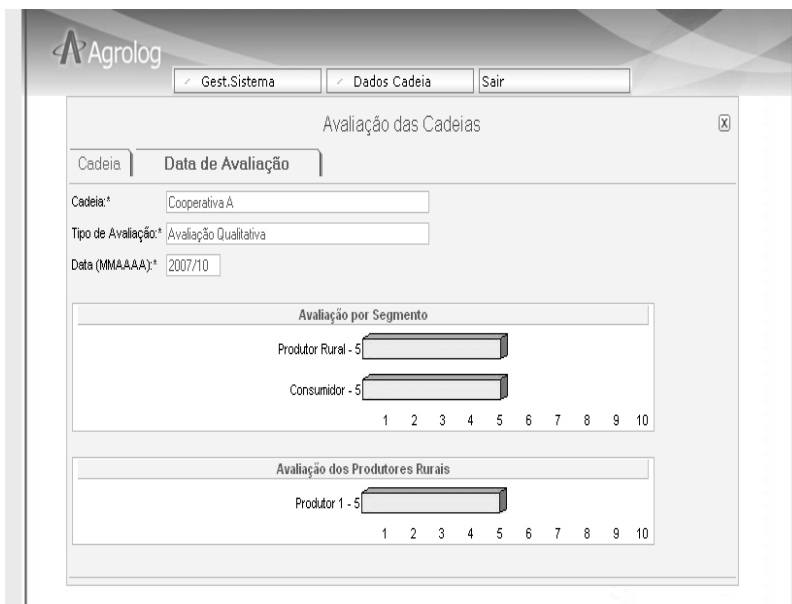 Agrolog
Gest.Sistema Dados Cadeia Sair
Avaliação das Cadeias X
Cadeia Data de Avaliação
Cadeia:* Cooperativa A
Tipo de Avaliação:* Avaliação Qualitativa
Data (MMAAAA):* 2007/10
Avaliação por Segmento
Produtor Rural - 5
Consumidor - 5
1 2 3 4 5 6 7 8 9 10
Avaliação dos Produtores Rurais
Produtor 1 - 5
1 2 3 4 5 6 7 8 9 10